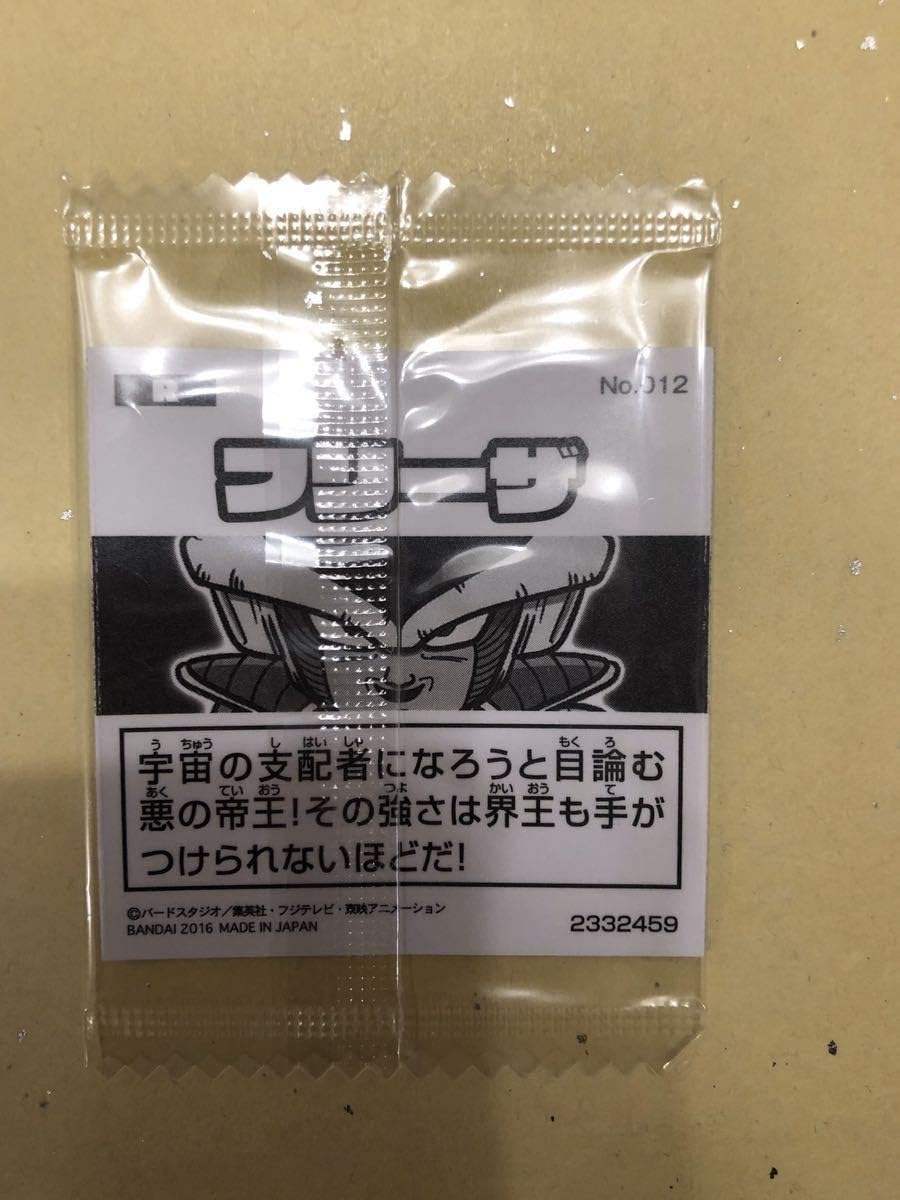 R
No.012
フリーザ
宇宙の支配者になろうと目論む
悪の帝王!その強さは界王も手が
つけられないほどだ!
©バードスタジオ/集英社・フジテレビ・東映アニメーション
BANDAI 2016 MADE IN JAPAN
2332459